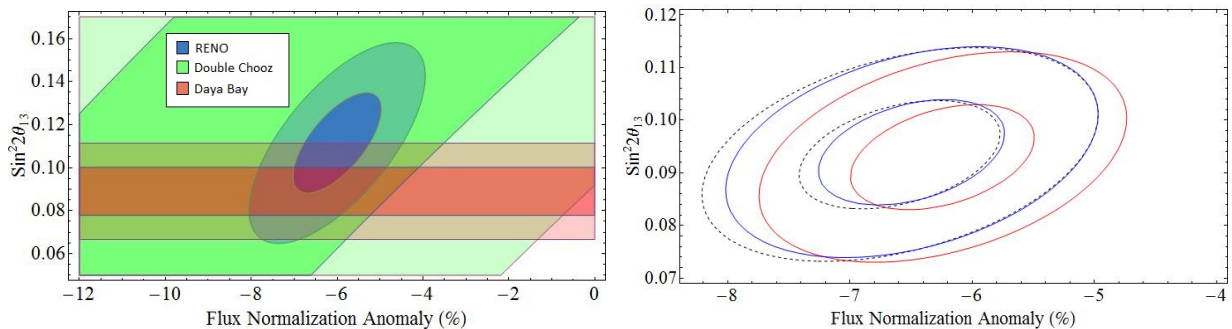 0.16
0.14
0.12
0.10
0.08
0.06
Sin²2θ₁₃
RENO
Double Chooz
Daya Bay
−12 −10 −8 −6 −4 −2 0
Flux Normalization Anomaly (%)
0.12
0.11
0.10
0.09
0.08
0.07
Sin²2θ₁₃
−8 −7 −6 −5 −4
Flux Normalization Anomaly (%)